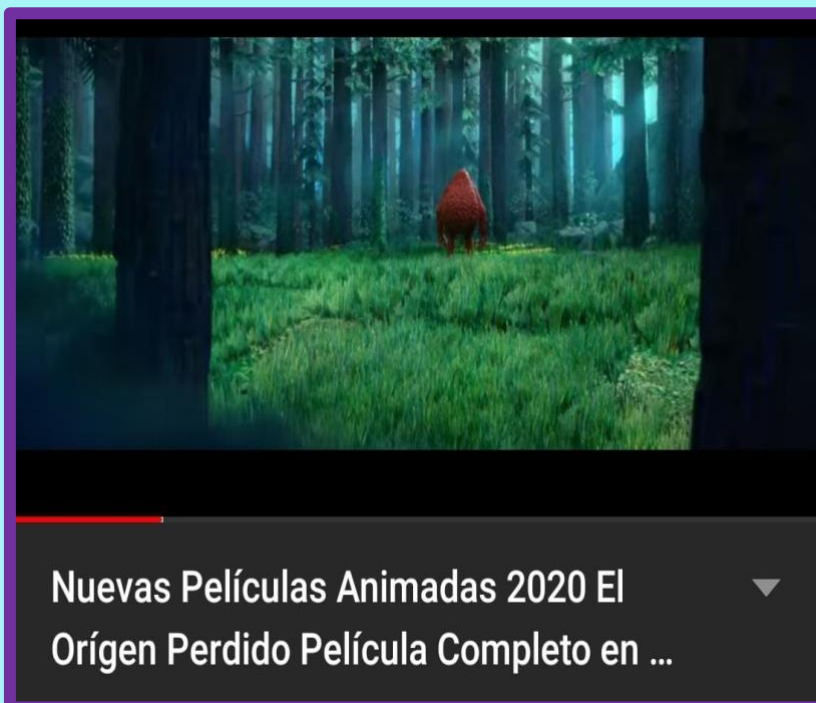 Nuevas Películas Animadas 2020 El
Orígen Perdido Película Completo en ...